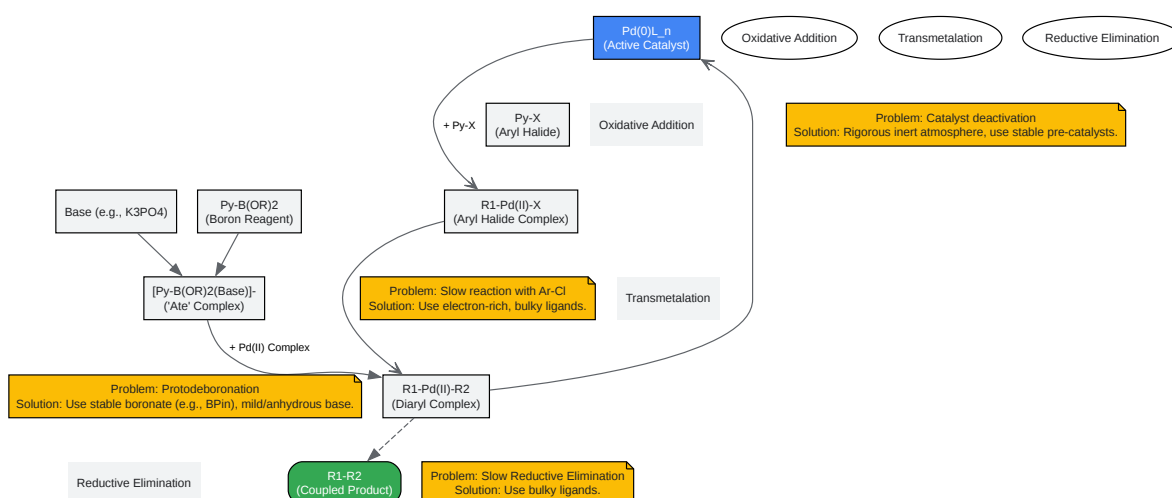 Pd(0)L_n
(Active Catalyst)
Oxidative Addition
Transmetalation
Reductive Elimination
+ Py-X
Py-X
(Aryl Halide)
Oxidative Addition
Problem: Catalyst deactivation
Solution: Rigorous inert atmosphere, use stable pre-catalysts.
Base (e.g., K3PO4)
Py-B(OR)2
(Boron Reagent)
R1-Pd(II)-X
(Aryl Halide Complex)
[Py-B(OR)2(Base)]-
('Ate' Complex)
Problem: Slow reaction with Ar-Cl
Solution: Use electron-rich, bulky ligands.
Transmetalation
+ Pd(II) Complex
Problem: Protodeboronation
Solution: Use stable boronate (e.g., BPin), mild/anhydrous base.
R1-Pd(II)-R2
(Diaryl Complex)
Reductive Elimination
R1-R2
(Coupled Product)
Problem: Slow Reductive Elimination
Solution: Use bulky ligands.